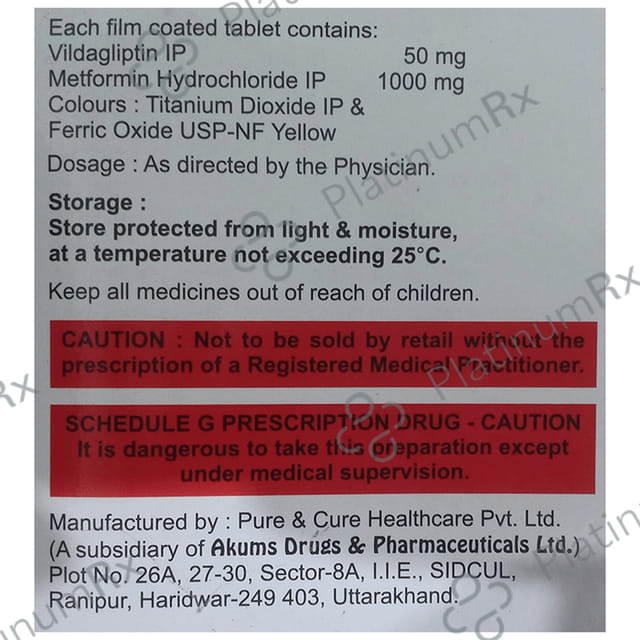 Each film coated tablet contains:
Vildagliptin IP 50 mg
Metformin Hydrochloride IP 1000 mg
Colours : Titanium Dioxide IP &
Ferric Oxide USP-NF Yellow
Dosage : As directed by the Physician.
Storage :
Store protected from light & moisture,
at a temperature not exceeding 25°C.
Keep all medicines out of reach of children.
CAUTION : Not to be sold by retail without the
prescription of a Registered Medical Practitioner.
SCHEDULE G PRESCRIPTION DRUG - CAUTION
It is dangerous to take this preparation except
under medical supervision.
Manufactured by : Pure & Cure Healthcare Pvt. Ltd.
(A subsidiary of Akums Drugs & Pharmaceuticals Ltd.)
Plot No. 26A, 27-30, Sector-8A, I.I.E., SIDCUL,
Ranipur, Haridwar-249 403, Uttarakhand.
PlatinumRx
PlatinumRx
Rx
PlatinumRx
tinumRx